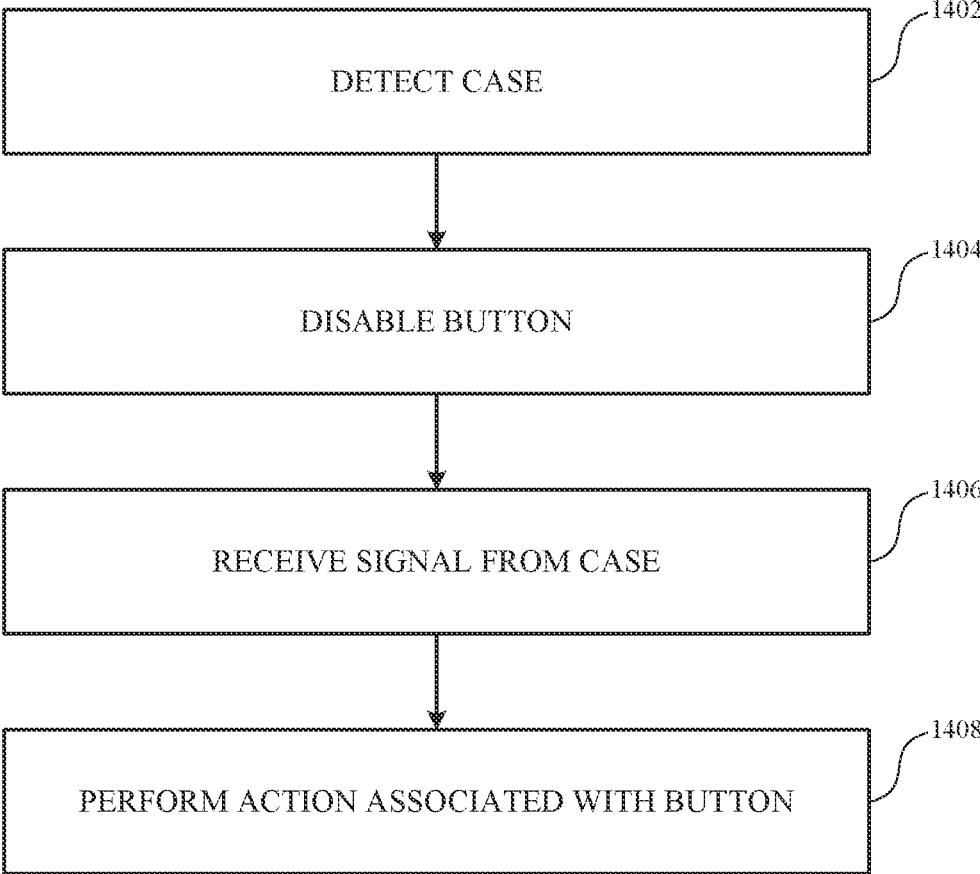 1402
DETECT CASE
1404
DISABLE BUTTON
1406
RECEIVE SIGNAL FROM CASE
1408
PERFORM ACTION ASSOCIATED WITH BUTTON